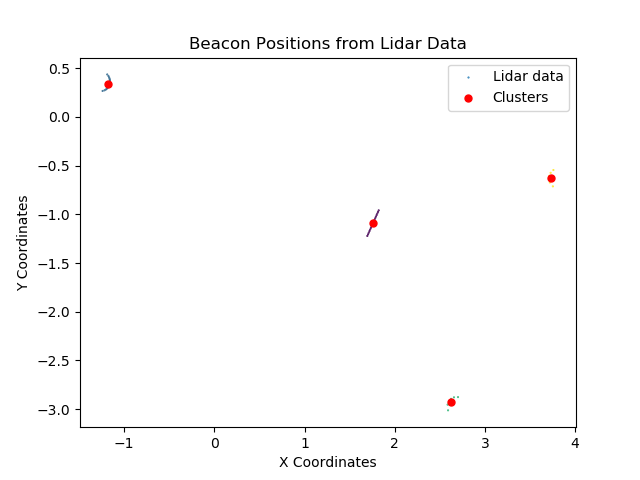 Beacon Positions from Lidar Data
Lidar data
Clusters
Y Coordinates
0.5
0.0
−0.5
−1.0
−1.5
−2.0
−2.5
−3.0
−1
0
1
2
3
4
X Coordinates